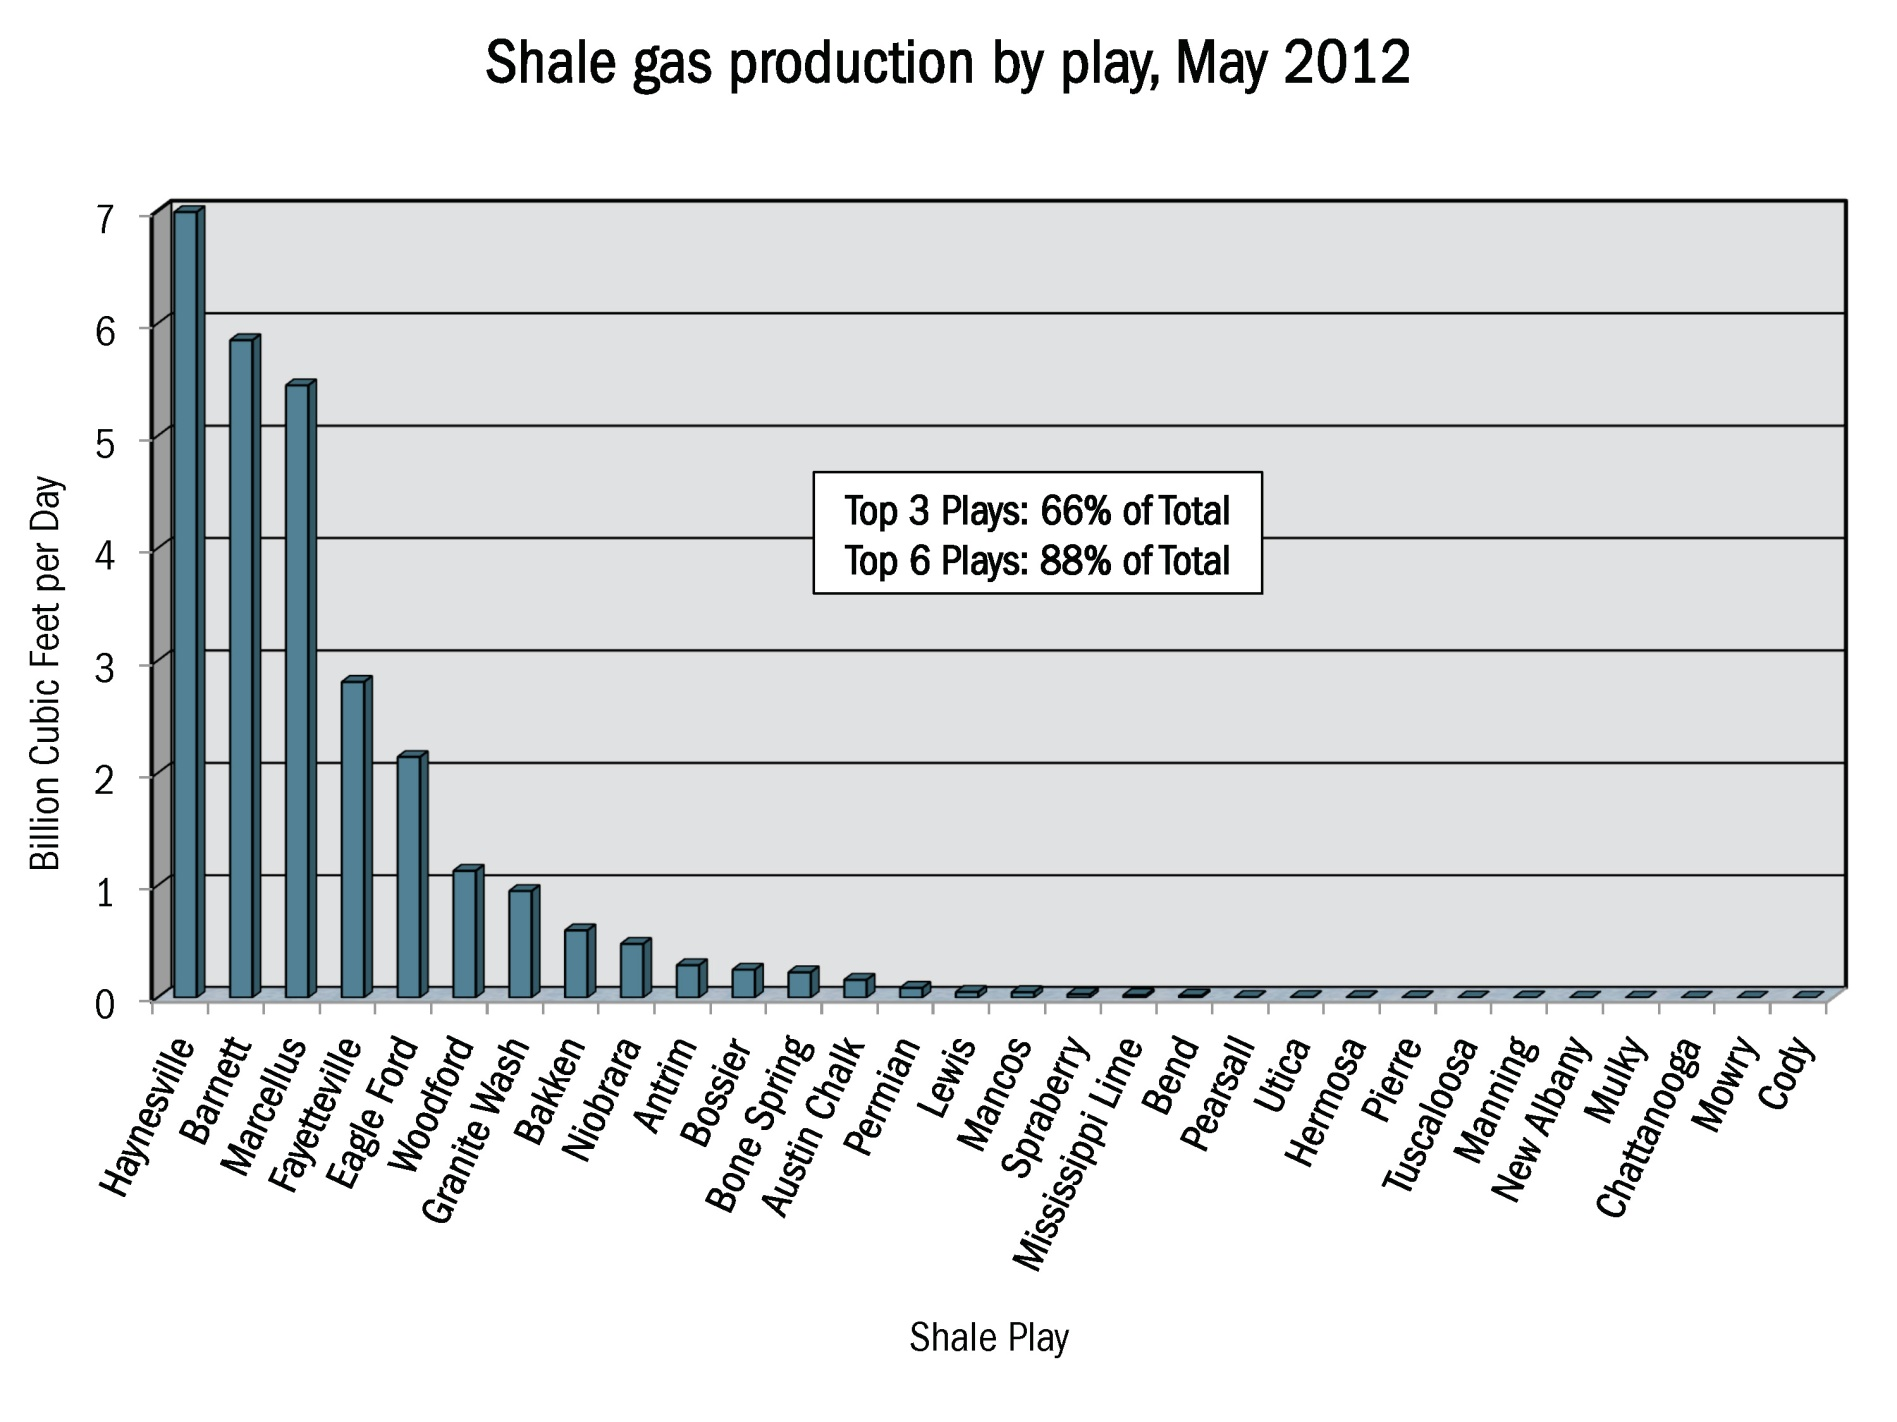 Shale gas production by play, May 2012
7
6
5
4
3
2
1
0
Billion Cubic Feet per Day
Top 3 Plays: 66% of Total
Top 6 Plays: 88% of Total
Haynesville
Barnett
Marcellus
Fayetteville
Eagle Ford
Woodford
Granite Wash
Bakken
Niobrara
Antrim
Bossier
Bone Spring
Austin Chalk
Permian
Lewis
Mancos
Spraberry
Mississippi Lime
Bend
Pearsall
Utica
Hermosa
Pierre
Tuscaloosa
Manning
New Albany
Mulky
Chattanooga
Mowry
Cody
Shale Play